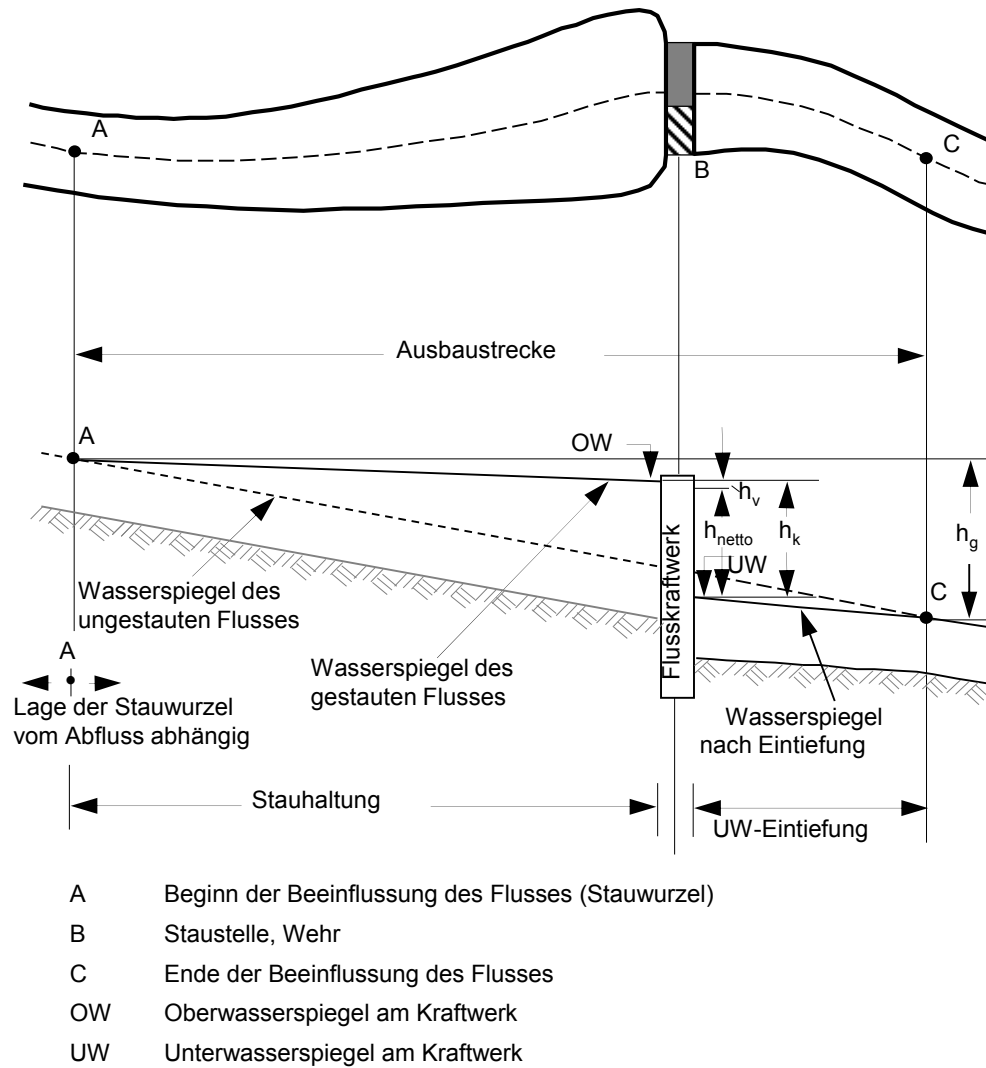 A
B
C
Ausbaustrecke
A
OW
h_v
h_netto
h_k
h_g
UW
Flusskraftwerk
C
Wasserspiegel des
ungestauten Flusses
A
Wasserspiegel des
gestauten Flusses
Lage der Stauwurzel
vom Abfluss abhängig
Wasserspiegel
nach Eintiefung
Stauhaltung
UW-Eintiefung
A Beginn der Beeinflussung des Flusses (Stauwurzel)
B Staustelle, Wehr
C Ende der Beeinflussung des Flusses
OW Oberwasserspiegel am Kraftwerk
UW Unterwasserspiegel am Kraftwerk